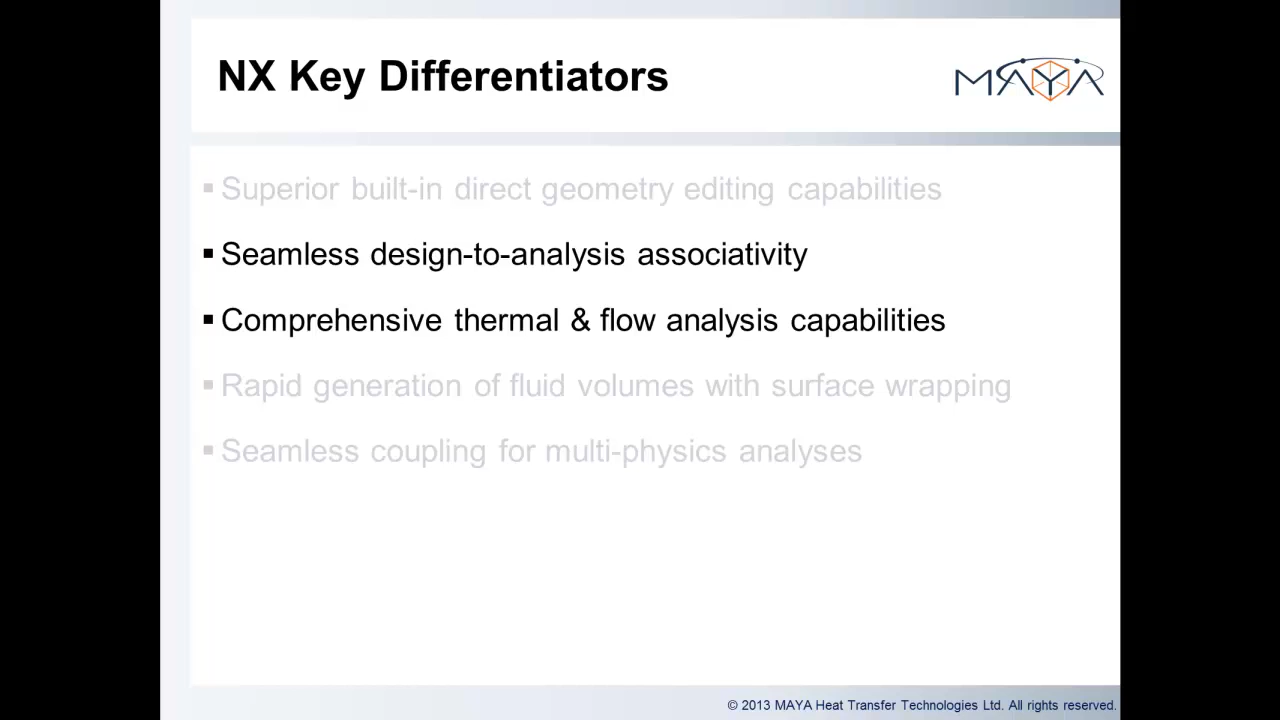 NX Key Differentiators
MAYA
▪ Superior built-in direct geometry editing capabilities
▪ Seamless design-to-analysis associativity
▪ Comprehensive thermal & flow analysis capabilities
▪ Rapid generation of fluid volumes with surface wrapping
▪ Seamless coupling for multi-physics analyses
© 2013 MAYA Heat Transfer Technologies Ltd. All rights reserved.